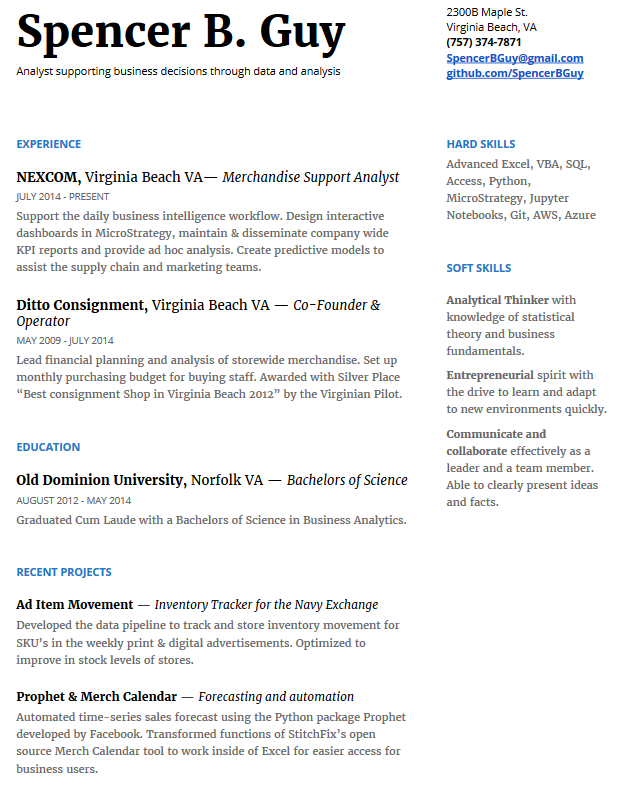 Spencer B. Guy
Analyst supporting business decisions through data and analysis
2300B Maple St.
Virginia Beach, VA
(757) 374-7871
SpencerBGuy@gmail.com
github.com/SpencerBGuy
EXPERIENCE
NEXCOM, Virginia Beach VA— Merchandise Support Analyst
JULY 2014 - PRESENT
Support the daily business intelligence workflow. Design interactive
dashboards in MicroStrategy, maintain & disseminate company wide
KPI reports and provide ad hoc analysis. Create predictive models to
assist the supply chain and marketing teams.
Ditto Consignment, Virginia Beach VA — Co-Founder &
Operator
MAY 2009 - JULY 2014
Lead financial planning and analysis of storewide merchandise. Set up
monthly purchasing budget for buying staff. Awarded with Silver Place
“Best consignment Shop in Virginia Beach 2012” by the Virginian Pilot.
EDUCATION
Old Dominion University, Norfolk VA — Bachelors of Science
AUGUST 2012 - MAY 2014
Graduated Cum Laude with a Bachelors of Science in Business Analytics.
RECENT PROJECTS
Ad Item Movement — Inventory Tracker for the Navy Exchange
Developed the data pipeline to track and store inventory movement for
SKU’s in the weekly print & digital advertisements. Optimized to
improve in stock levels of stores.
Prophet & Merch Calendar — Forecasting and automation
Automated time-series sales forecast using the Python package Prophet
developed by Facebook. Transformed functions of StitchFix’s open
source Merch Calendar tool to work inside of Excel for easier access for
business users.
HARD SKILLS
Advanced Excel, VBA, SQL,
Access, Python,
MicroStrategy, Jupyter
Notebooks, Git, AWS, Azure
SOFT SKILLS
Analytical Thinker with
knowledge of statistical
theory and business
fundamentals.
Entrepreneurial spirit with
the drive to learn and adapt
to new environments quickly.
Communicate and
collaborate effectively as a
leader and a team member.
Able to clearly present ideas
and facts.